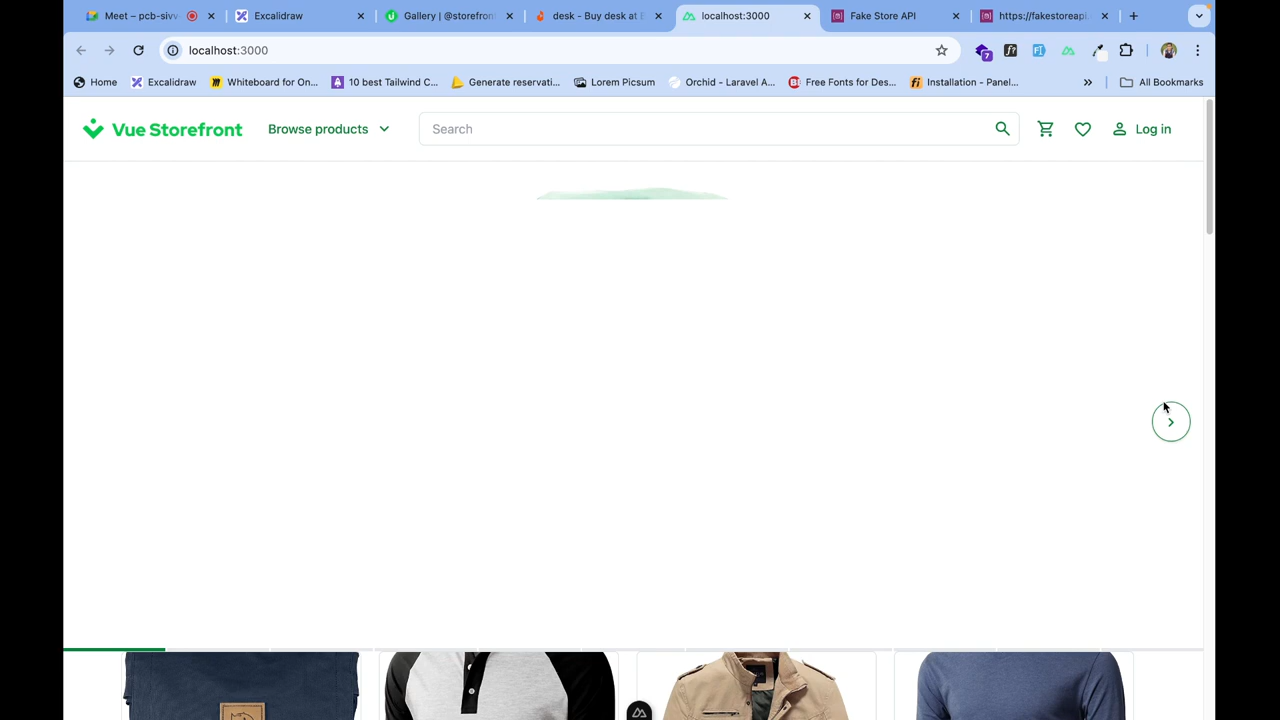 Meet – pcb-sivv
Excalidraw
Gallery | @storefron
desk - Buy desk at B
localhost:3000
Fake Store API
https://fakestoreapi.
localhost:3000
7
Home
Excalidraw
Whiteboard for On...
10 best Tailwind C...
Generate reservati...
Lorem Picsum
Orchid - Laravel A...
Free Fonts for Des...
Installation - Panel...
All Bookmarks
Vue Storefront
Browse products
Search
Log in